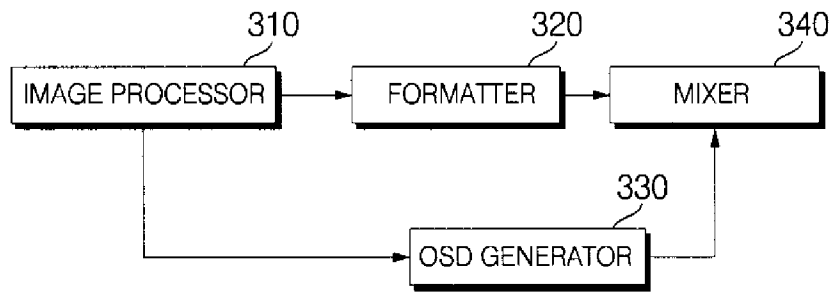 310
320
340
IMAGE PROCESSOR
FORMATTER
MIXER
330
OSD GENERATOR